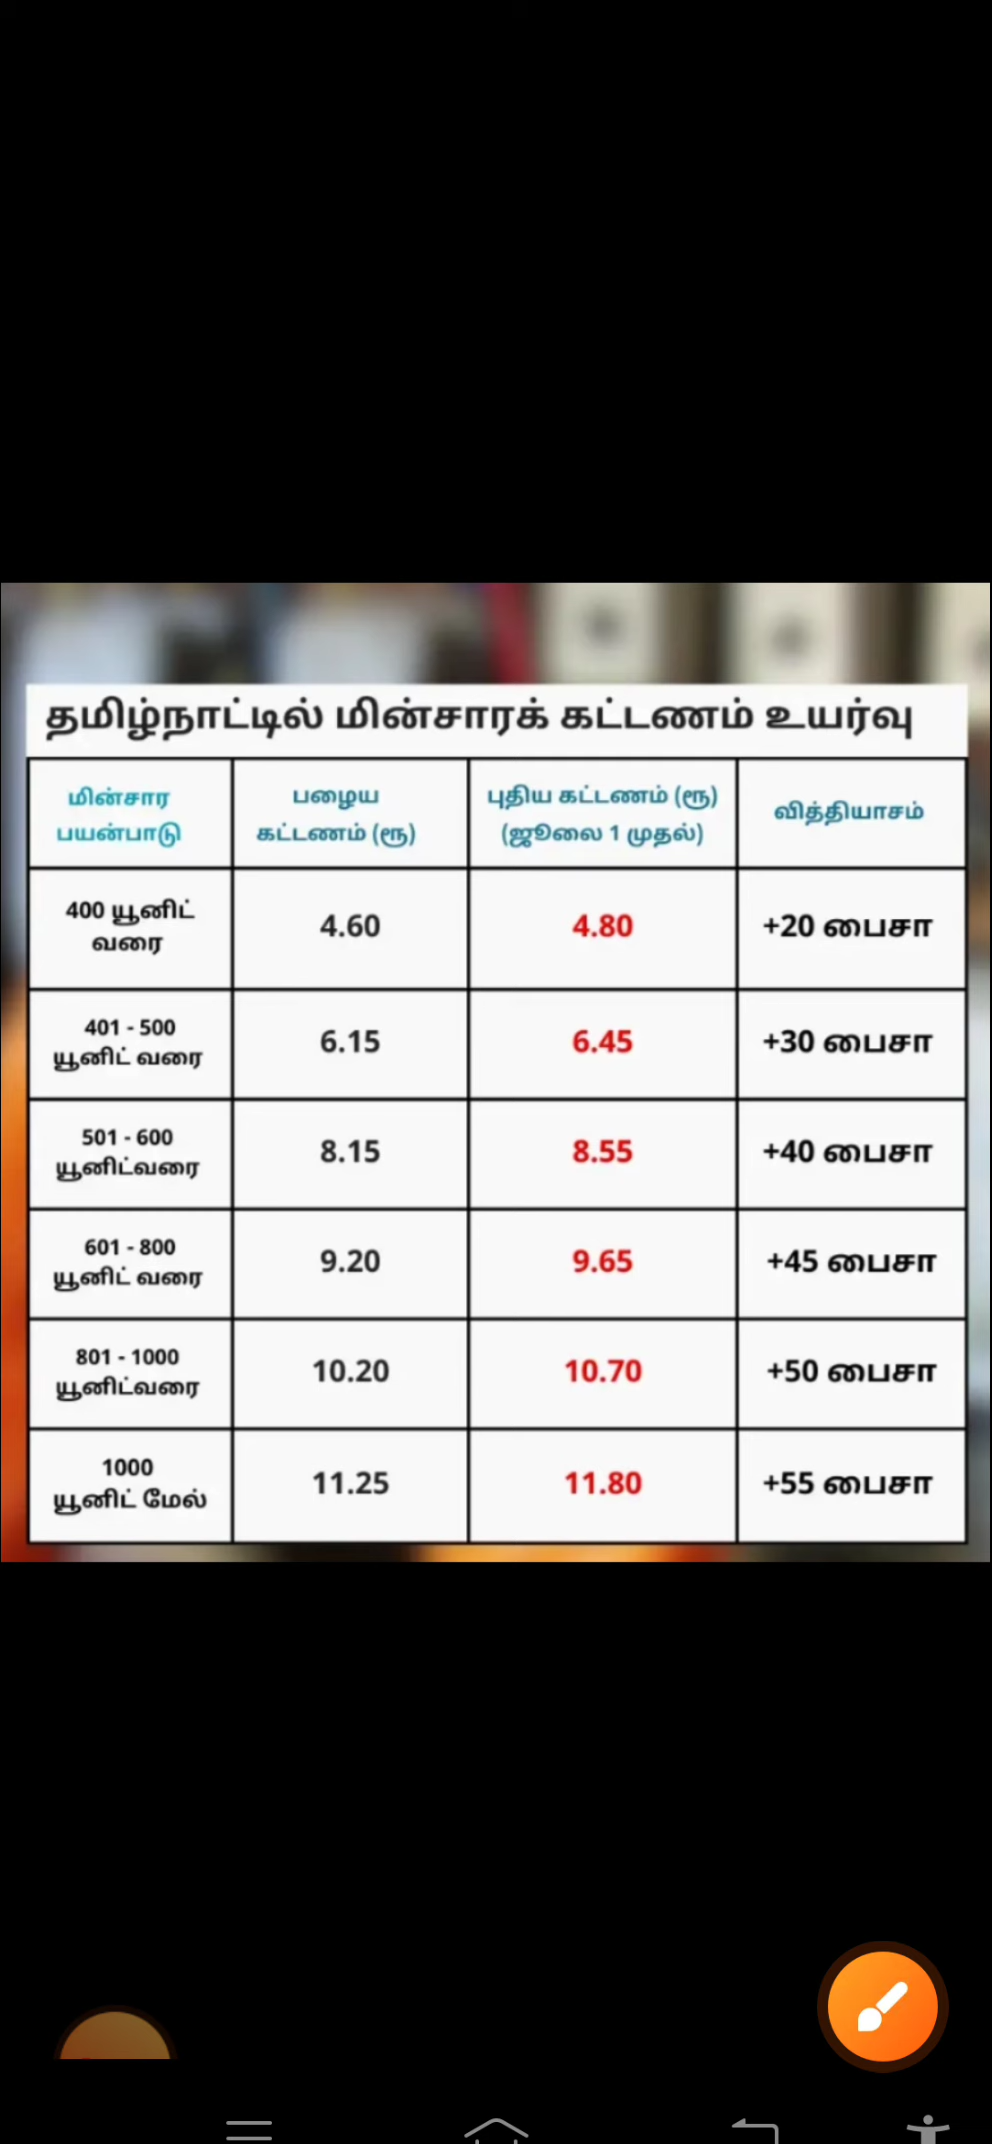 தமிழ்நாட்டில் மின்சாரக் கட்டணம் உயர்வு
மின்சார
பயன்பாடு
பழைய
கட்டணம் (ரூ)
புதிய கட்டணம் (ரூ)
(ஜூலை 1 முதல்)
வித்தியாசம்
400 யூனிட்
வரை
4.60
4.80
+20 பைசா
401 - 500
யூனிட் வரை
6.15
6.45
+30 பைசா
501 - 600
யூனிட்வரை
8.15
8.55
+40 பைசா
601 - 800
யூனிட் வரை
9.20
9.65
+45 பைசா
801 - 1000
யூனிட்வரை
10.20
10.70
+50 பைசா
1000
யூனிட் மேல்
11.25
11.80
+55 பைசா